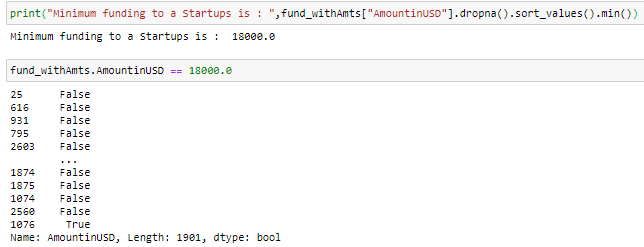 print("Minimum funding to a Startups is : ",fund_withAmts["AmountinUSD"].dropna().sort_values().min())
Minimum funding to a Startups is :  18000.0
fund_withAmts.AmountinUSD == 18000.0
25      False
616     False
931     False
795     False
2603    False
        ...
1874    False
1875    False
1074    False
2560    False
1076     True
Name: AmountinUSD, Length: 1901, dtype: bool